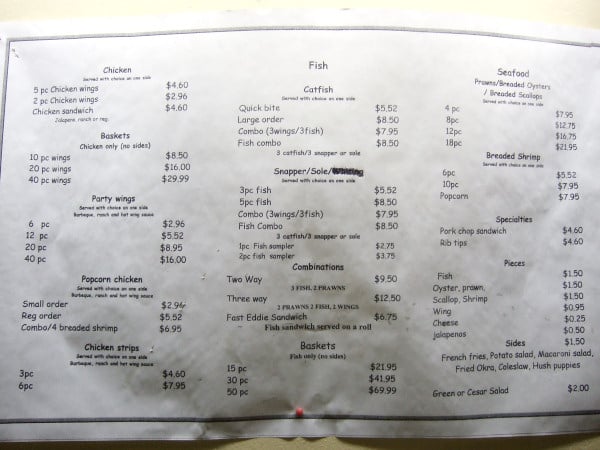 Chicken
Served with choice on one side
5 pc Chicken wings $4.60
2 pc Chicken wings $2.96
Chicken sandwich $4.60
Jalapeno, ranch or reg.
Baskets
Chicken only (no sides)
10 pc wings $8.50
20 pc wings $16.00
40 pc wings $29.99
Party wings
Served with choice on one side
Barbeque, ranch and hot wing sauce
6 pc $2.96
12 pc $5.52
20 pc $8.95
40 pc $16.00
Popcorn chicken
Served with choice on one side
Barbeque, ranch and hot wing sauce
Small order $2.96
Reg order $5.52
Combo/4 breaded shrimp $6.95
Chicken strips
Served with choice on one side
Barbeque, ranch and hot wing sauce
3pc $4.60
6pc $7.95
Fish
Catfish
Served with choice on one side
Quick bite $5.52
Large order $8.50
Combo (3wings/3fish) $7.95
Fish combo $8.50
3 catfish/3 snapper or sole
Snapper/Sole/
Served with choice on one side
3pc fish $5.52
5pc fish $8.50
Combo (3wings/3fish) $7.95
Fish Combo $8.50
3 catfish/3 snapper or sole
1pc Fish sampler $2.75
2pc fish sampler $3.75
Combinations
Two Way $9.50
3 FISH, 2 PRAWNS
Three way $12.50
2 PRAWNS 2 FISH, 2 WINGS
Fast Eddie Sandwich $6.75
Fish sandwich served on a roll
Baskets
Fish only (no sides)
15 pc $21.95
30 pc $41.95
50 pc $69.99
Seafood
Prawns/Breaded Oysters
/ Breaded Scallops
Served with choice on one side
4 pc $7.95
8pc $12.75
12pc $16.75
18pc $21.95
Breaded Shrimp
Served with choice on one side
6pc $5.52
10pc $7.95
Popcorn $7.95
Specialties
Pork chop sandwich $4.60
Rib tips $4.60
Pieces
Fish $1.50
Oyster, prawn, $1.50
Scallop, Shrimp $1.50
Wing $0.95
Cheese $0.25
jalapenos $0.50
Sides $1.50
French fries, Potato salad, Macaroni salad,
Fried Okra, Coleslaw, Hush puppies
Green or Cesar Salad $2.00